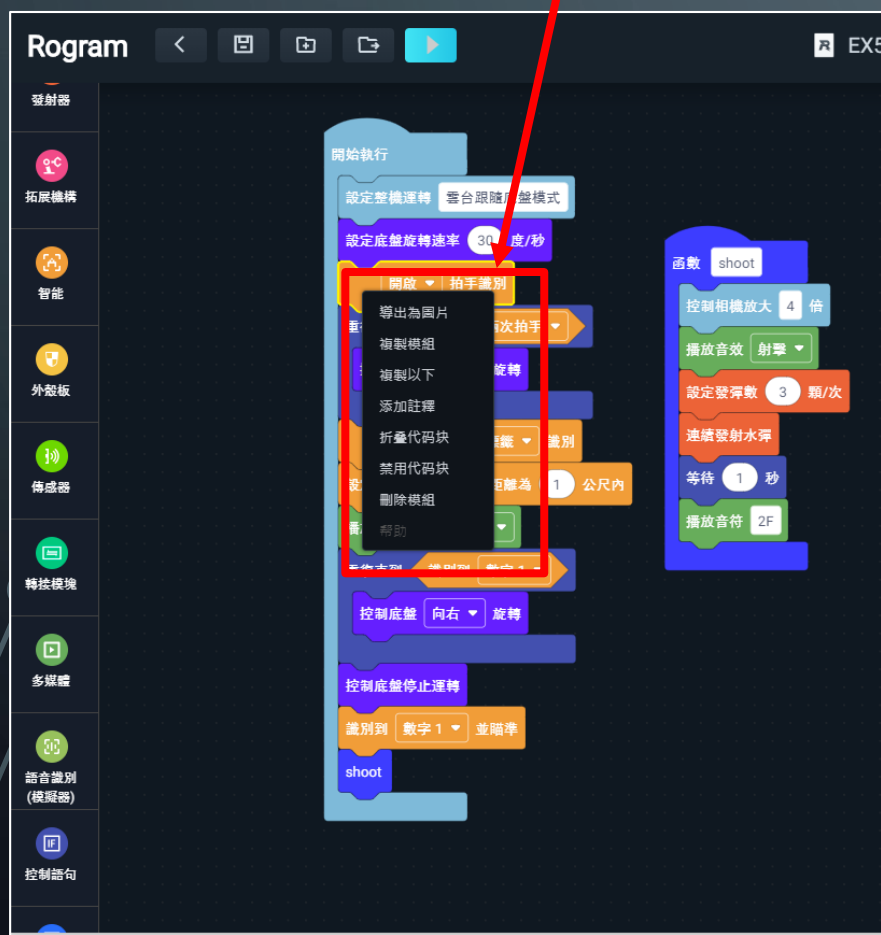 Rogram
EX5
發射器
拓展機構
智能
外殼板
傳感器
轉接模塊
多媒體
語音識別
(模擬器)
控制語句
開始執行
設定整機運轉 雲台跟隨底盤模式
設定底盤旋轉速率 30 度/秒
開啟 拍手識別
導出為圖片
複製模組
複製以下
添加註釋
折叠代码块
禁用代码块
刪除模組
帮助
次拍手
旋轉
識別
距離為 1 公尺內
識別到 數字 1
控制底盤 向右 旋轉
控制底盤停止運轉
識別到 數字 1 並瞄準
shoot
函數 shoot
控制相機放大 4 倍
播放音效 射擊
設定發彈數 3 顆/次
連續發射水彈
等待 1 秒
播放音符 2F